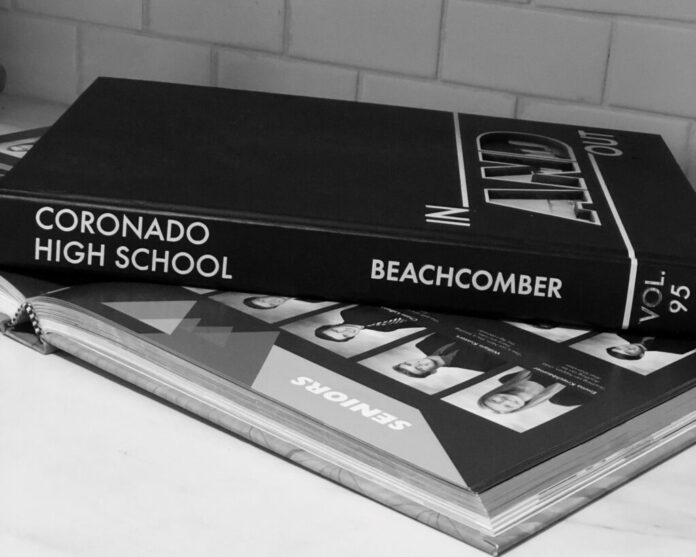 IN
AND
OUT
CORONADO
HIGH SCHOOL
BEACHCOMBER
VOL.
95
SENIORS